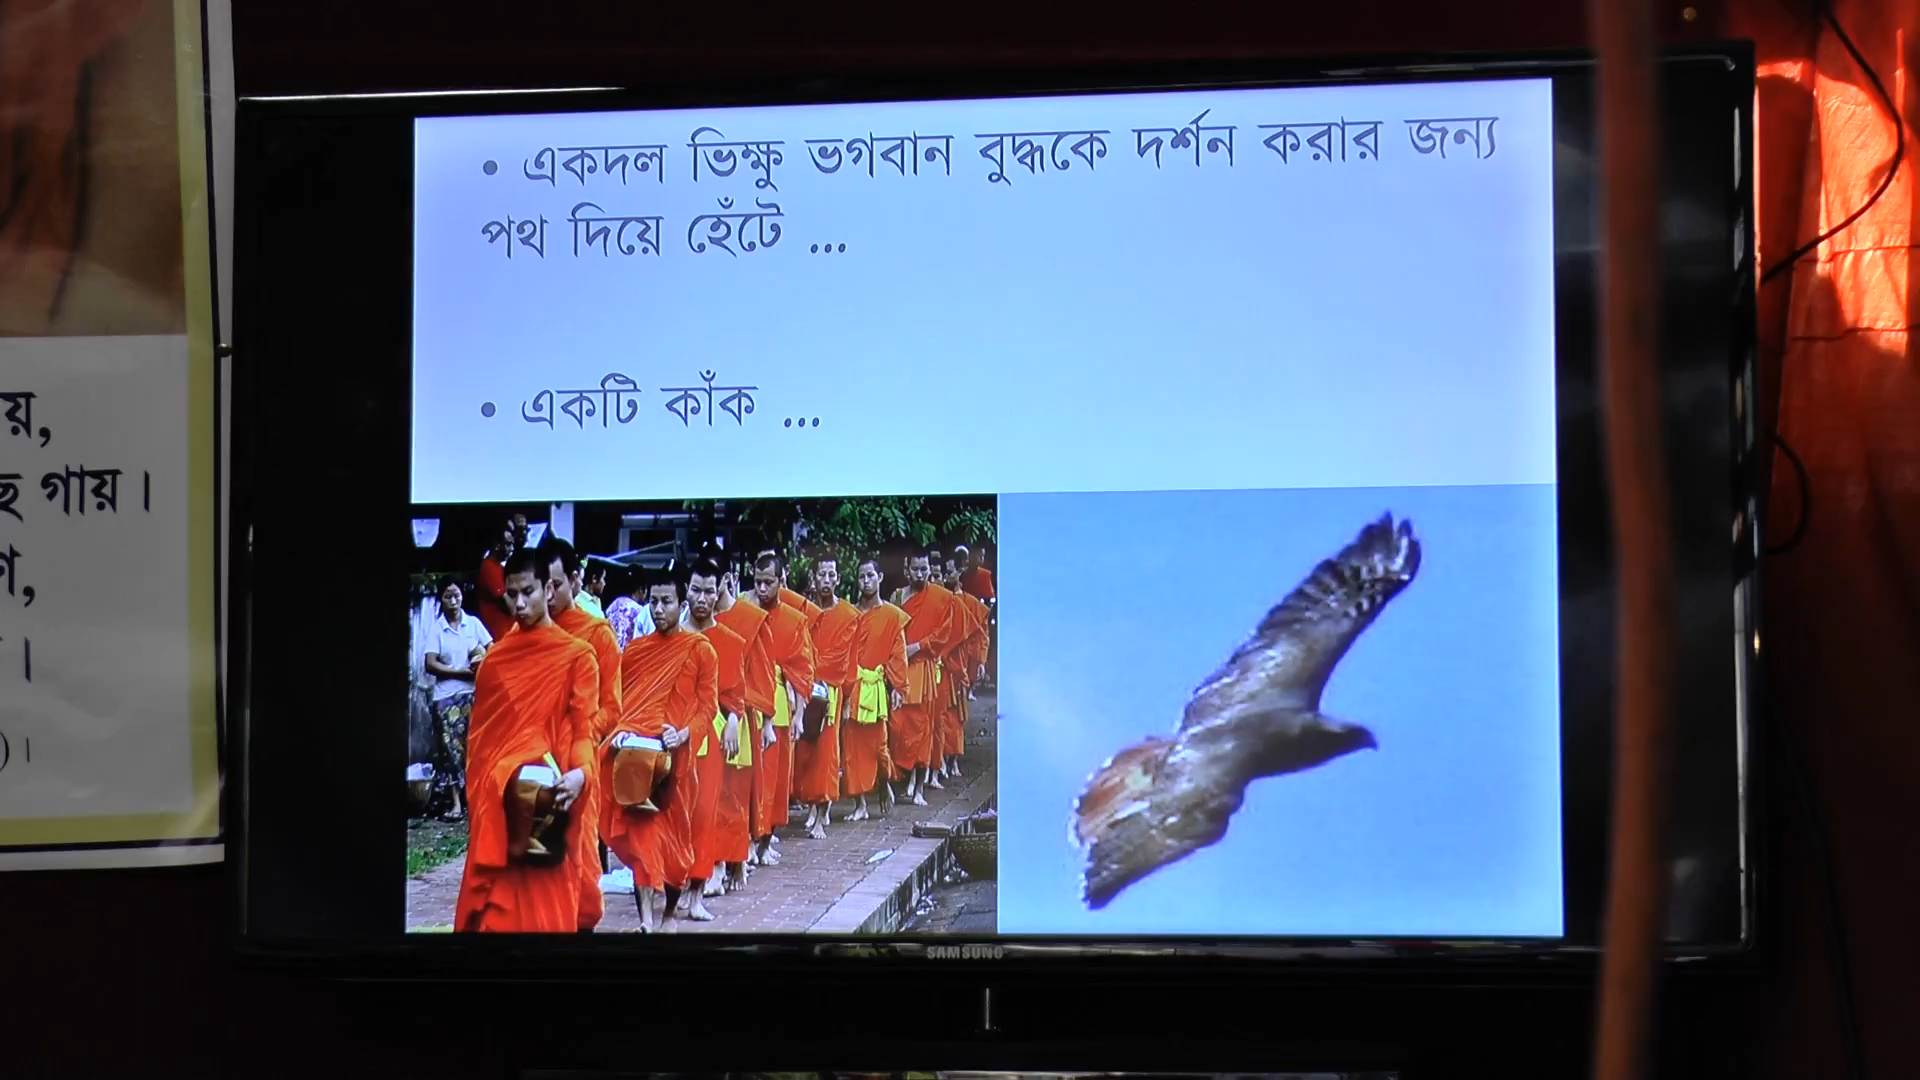 • একদল ভিক্ষু ভগবান বুদ্ধকে দর্শন করার জন্য
পথ দিয়ে হেঁটে ...
• একটি কাঁক ...
গায়।
SAMSUNG